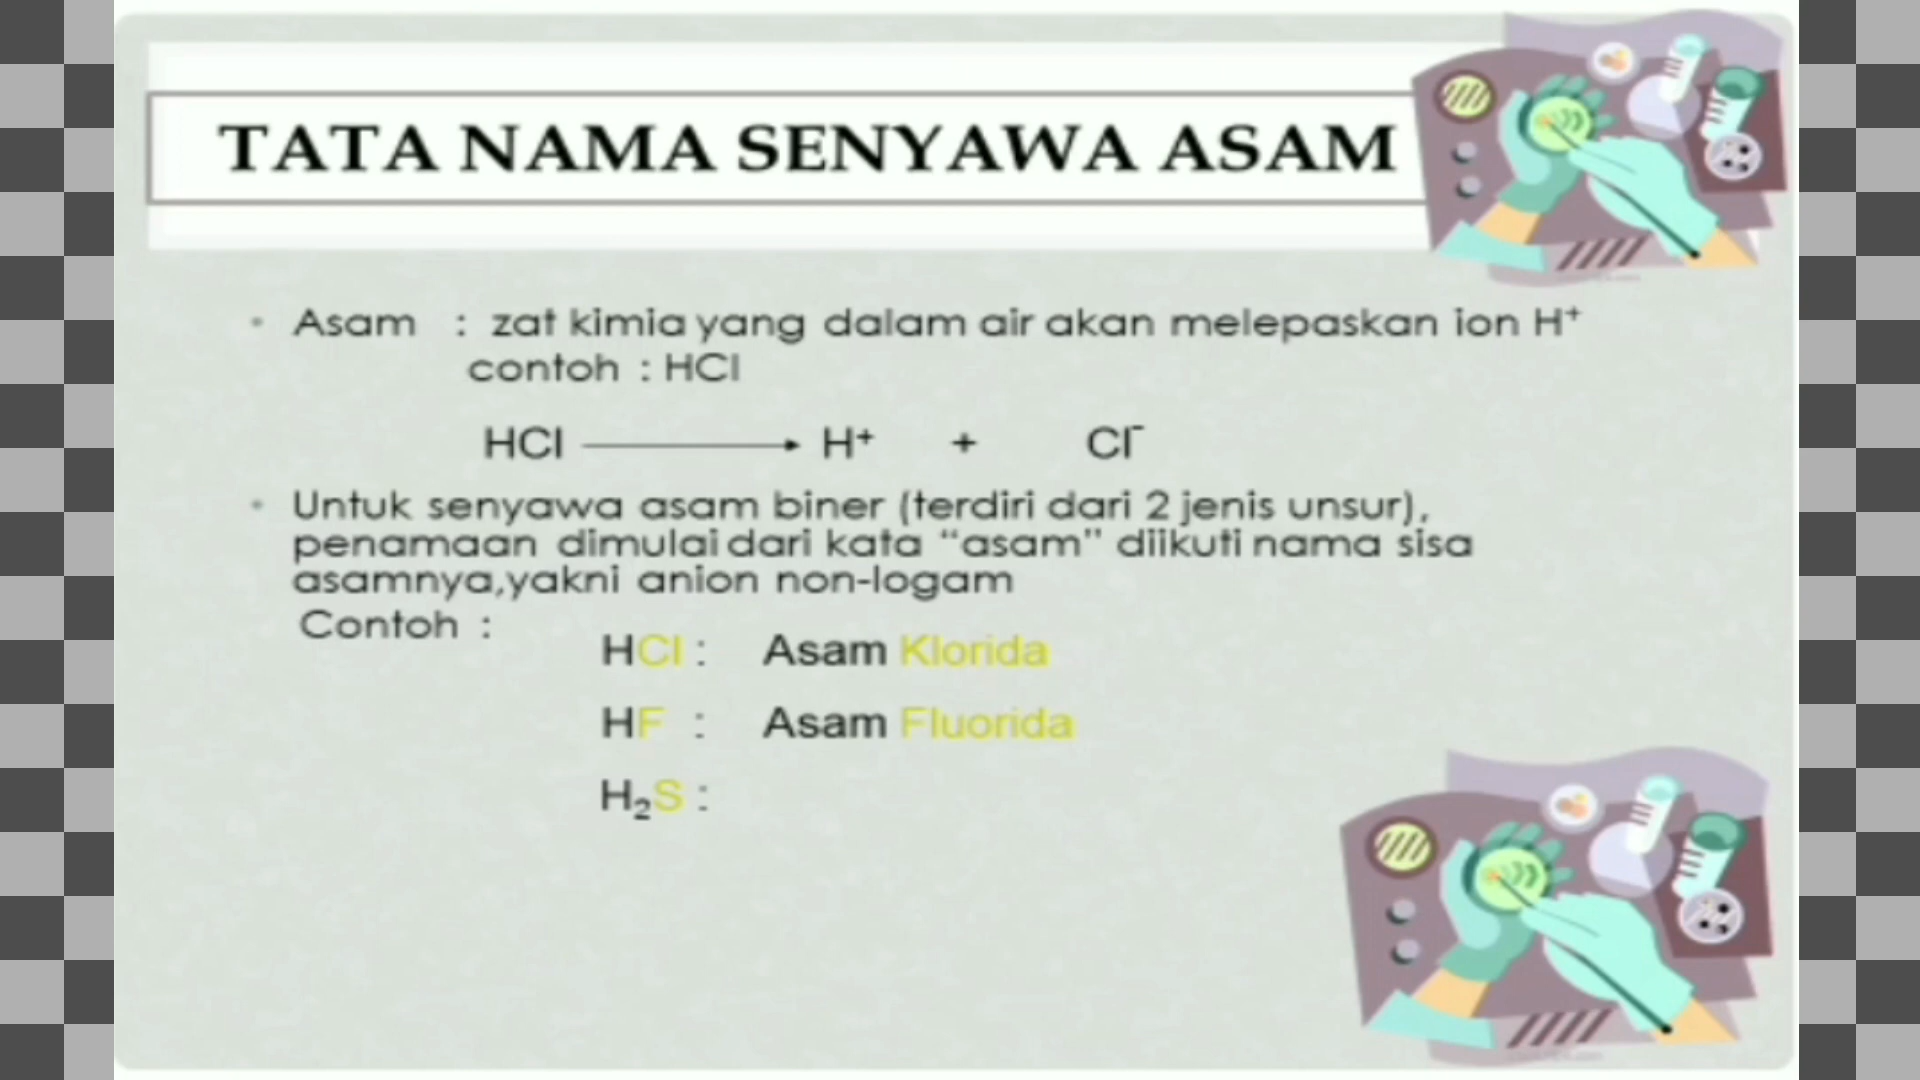 TATA NAMA SENYAWA ASAM
• Asam : zat kimia yang dalam air akan melepaskan ion H⁺
contoh : HCl
HCl ⟶ H⁺ + Cl⁻
• Untuk senyawa asam biner (terdiri dari 2 jenis unsur),
penamaan dimulai dari kata “asam” diikuti nama sisa
asamnya,yakni anion non-logam
Contoh :
HCl : Asam Klorida
HF : Asam Fluorida
H₂S :